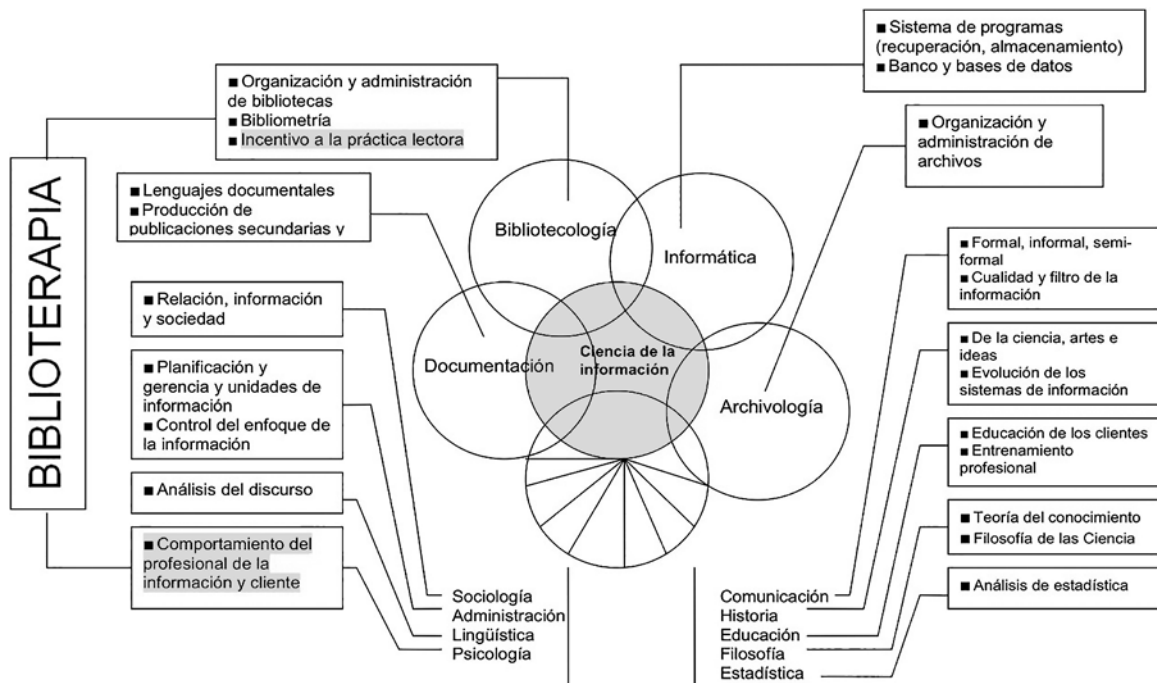 BIBLIOTERAPIA
■ Organización y administración
de bibliotecas
■ Bibliometría
■ Incentivo a la práctica lectora
■ Lenguajes documentales
■ Producción de
publicaciones secundarias y
■ Relación, información
y sociedad
■ Planificación y
gerencia y unidades de
información
■ Control del enfoque de
la información
■ Análisis del discurso
■ Comportamiento del
profesional de la
información y cliente
Bibliotecología
Informática
Documentación
Ciencia de la
información
Archivología
Sociología
Administración
Lingüística
Psicología
Comunicación
Historia
Educación
Filosofía
Estadística
■ Sistema de programas
(recuperación, almacenamiento)
■ Banco y bases de datos
■ Organización y
administración de
archivos
■ Formal, informal, semi-
formal
■ Cualidad y filtro de la
información
■ De la ciencia, artes e
ideas
■ Evolución de los
sistemas de información
■ Educación de los clientes
■ Entrenamiento
profesional
■ Teoría del conocimiento
■ Filosofía de las Ciencia
■ Análisis de estadística